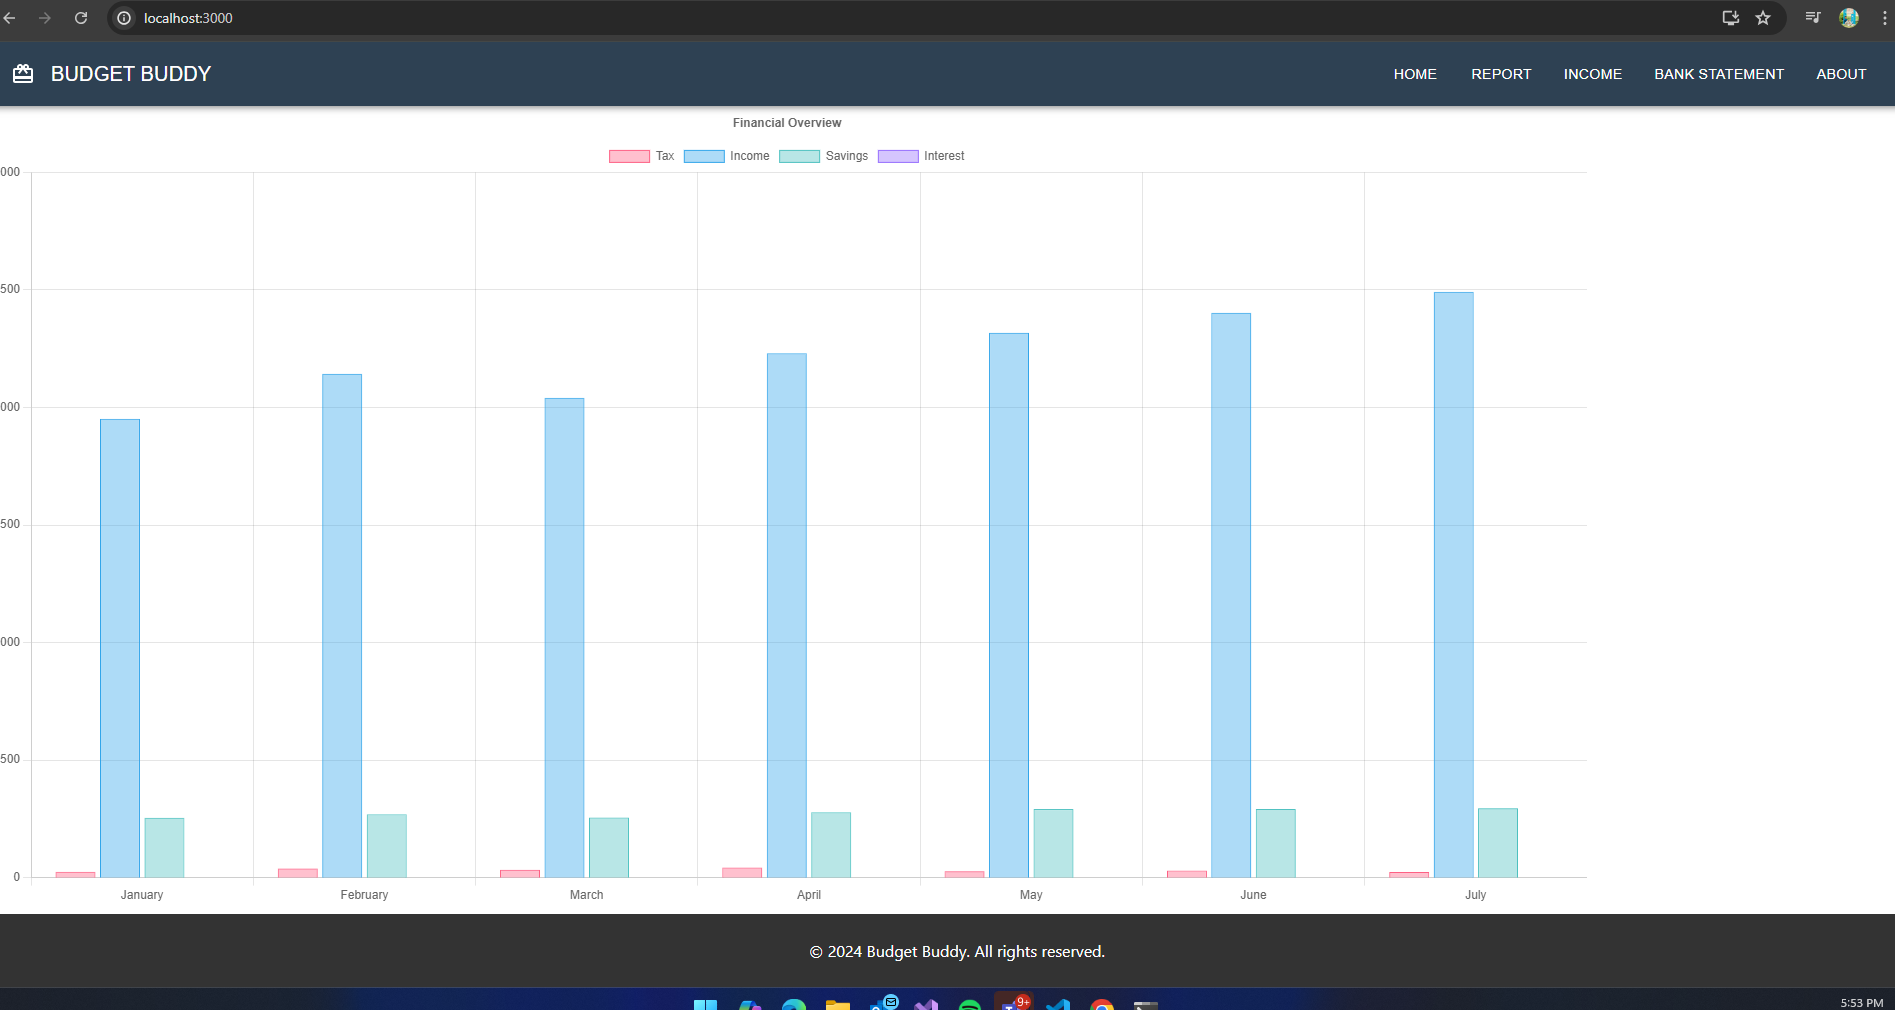 localhost:3000
BUDGET BUDDY HOME REPORT INCOME BANK STATEMENT ABOUT
Financial Overview
Tax Income Savings Interest
000
500
000
500
000
500
0
January February March April May June July
© 2024 Budget Buddy. All rights reserved.
9+
5:53 PM